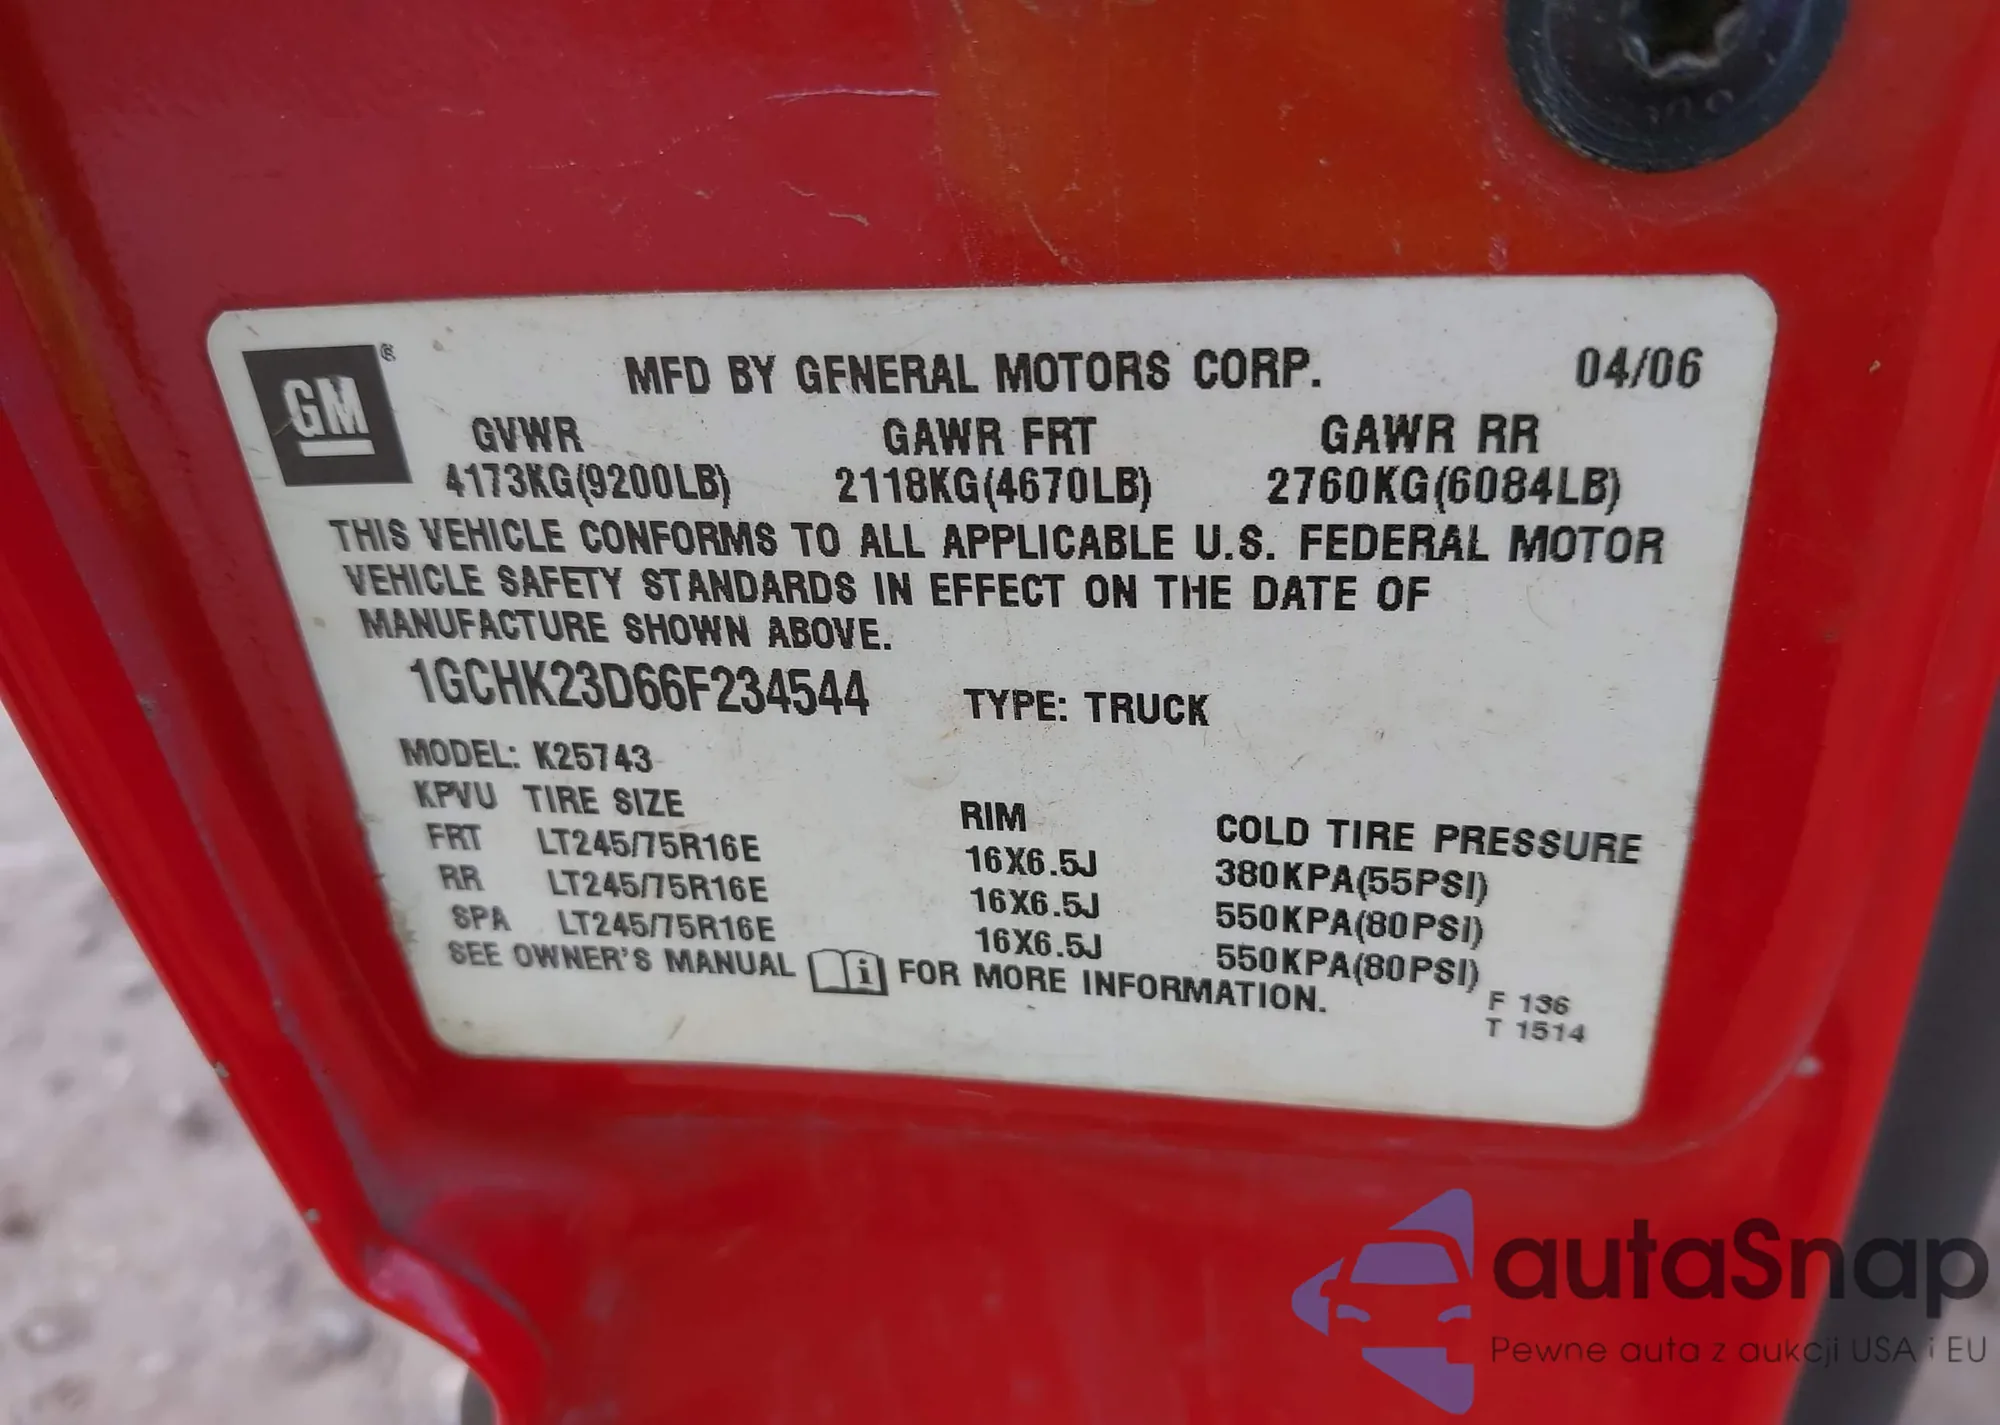 GM ®
MFD BY GENERAL MOTORS CORP. 04/06
GVWR GAWR FRT GAWR RR
4173KG(9200LB) 2118KG(4670LB) 2760KG(6084LB)
THIS VEHICLE CONFORMS TO ALL APPLICABLE U.S. FEDERAL MOTOR
VEHICLE SAFETY STANDARDS IN EFFECT ON THE DATE OF
MANUFACTURE SHOWN ABOVE.
1GCHK23D66F234544 TYPE: TRUCK
MODEL: K25743
KPVU TIRE SIZE RIM COLD TIRE PRESSURE
FRT LT245/75R16E 16X6.5J 380KPA(55PSI)
RR LT245/75R16E 16X6.5J 550KPA(80PSI)
SPA LT245/75R16E 16X6.5J 550KPA(80PSI)
SEE OWNER'S MANUAL i FOR MORE INFORMATION.
F 136
T 1514
autaSnap
Pewne auta z aukcji USA i EU